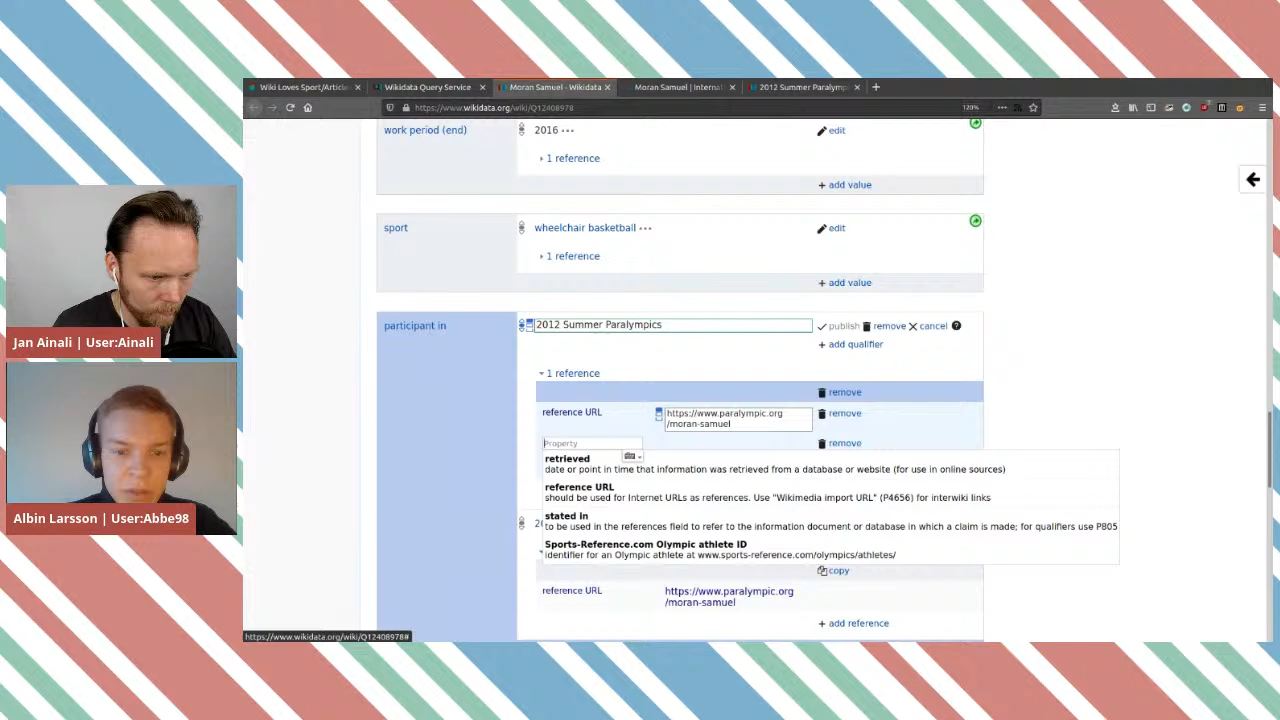 Wiki Loves Sport/Article
Wikidata Query Service
Moran Samuel - Wikidata
Moran Samuel | Internat
2012 Summer Paralymp
https://www.wikidata.org/wiki/Q12408978
120%
work period (end)
2016
edit
1 reference
+ add value
sport
wheelchair basketball
edit
1 reference
+ add value
participant in
2012 Summer Paralympics
publish remove cancel
+ add qualifier
1 reference
remove
reference URL
https://www.paralympic.org
/moran-samuel
remove
Property
remove
retrieved
date or point in time that information was retrieved from a database or website (for use in online sources)
reference URL
should be used for Internet URLs as references. Use "Wikimedia import URL" (P4656) for interwiki links
stated in
to be used in the references field to refer to the information document or database in which a claim is made; for qualifiers use P805
Sports-Reference.com Olympic athlete ID
identifier for an Olympic athlete at www.sports-reference.com/olympics/athletes/
copy
reference URL
https://www.paralympic.org
/moran-samuel
+ add reference
https://www.wikidata.org/wiki/Q12408978#
Jan Ainali | User:Ainali
Albin Larsson | User:Abbe98